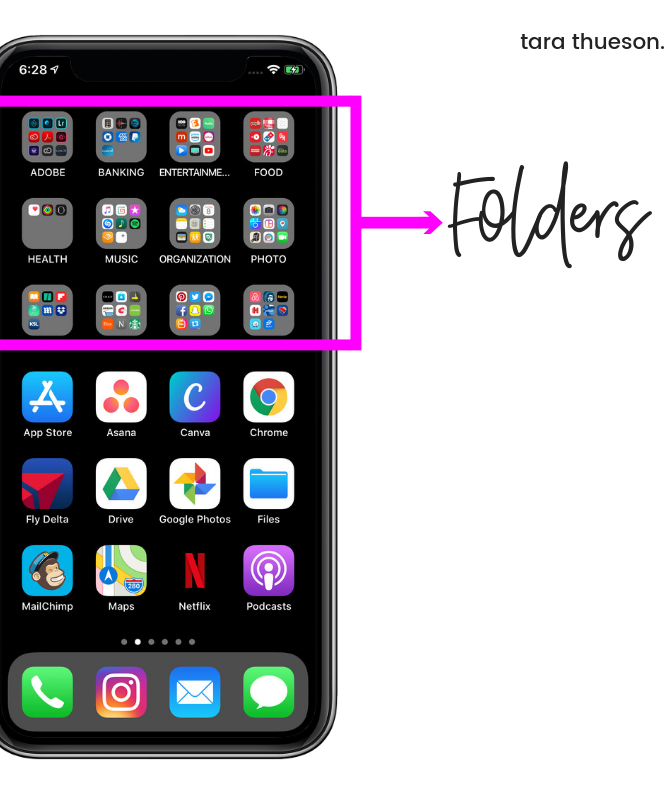 tara thueson.
6:28
ADOBE BANKING ENTERTAINME... FOOD
Folders
HEALTH MUSIC ORGANIZATION PHOTO
App Store Asana Canva Chrome
Fly Delta Drive Google Photos Files
280
MailChimp Maps Netflix Podcasts